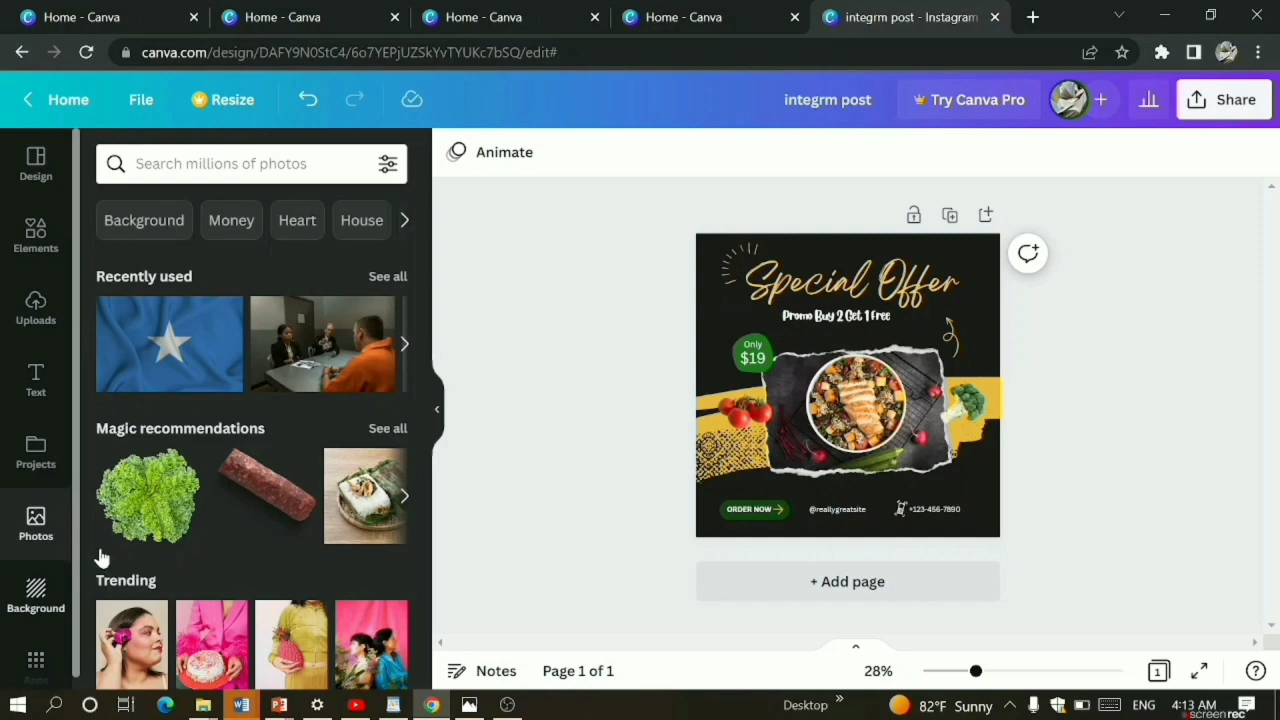 Home - Canva
Home - Canva
Home - Canva
Home - Canva
integrm post - Instagram
canva.com/design/DAFY9N0StC4/6o7YEPjUZSkYvTYUKc7bSQ/edit#
Home
File
Resize
integrm post
Try Canva Pro
Share
Design
Elements
Uploads
Text
Projects
Photos
Background
Apps
Search millions of photos
Background
Money
Heart
House
Recently used
See all
Magic recommendations
See all
Trending
Animate
Special Offer
Promo Buy 2 Get 1 Free
Only
$19
ORDER NOW
@reallygreatsite
+123-456-7890
+ Add page
Notes
Page 1 of 1
28%
1
Desktop
82°F Sunny
ENG
4:13 AM
screenrec